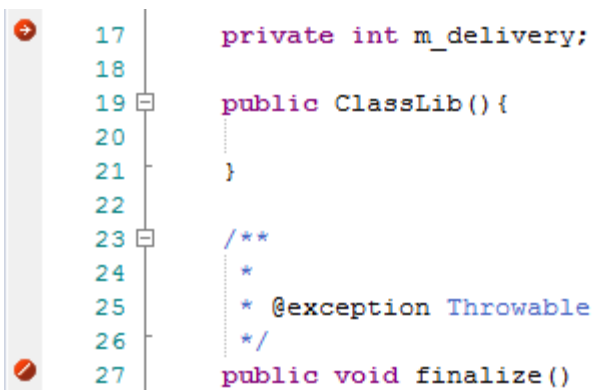 17 private int m_delivery;
18
19 public ClassLib(){
20
21 }
22
23 /**
24 *
25 * @exception Throwable
26 */
27 public void finalize()